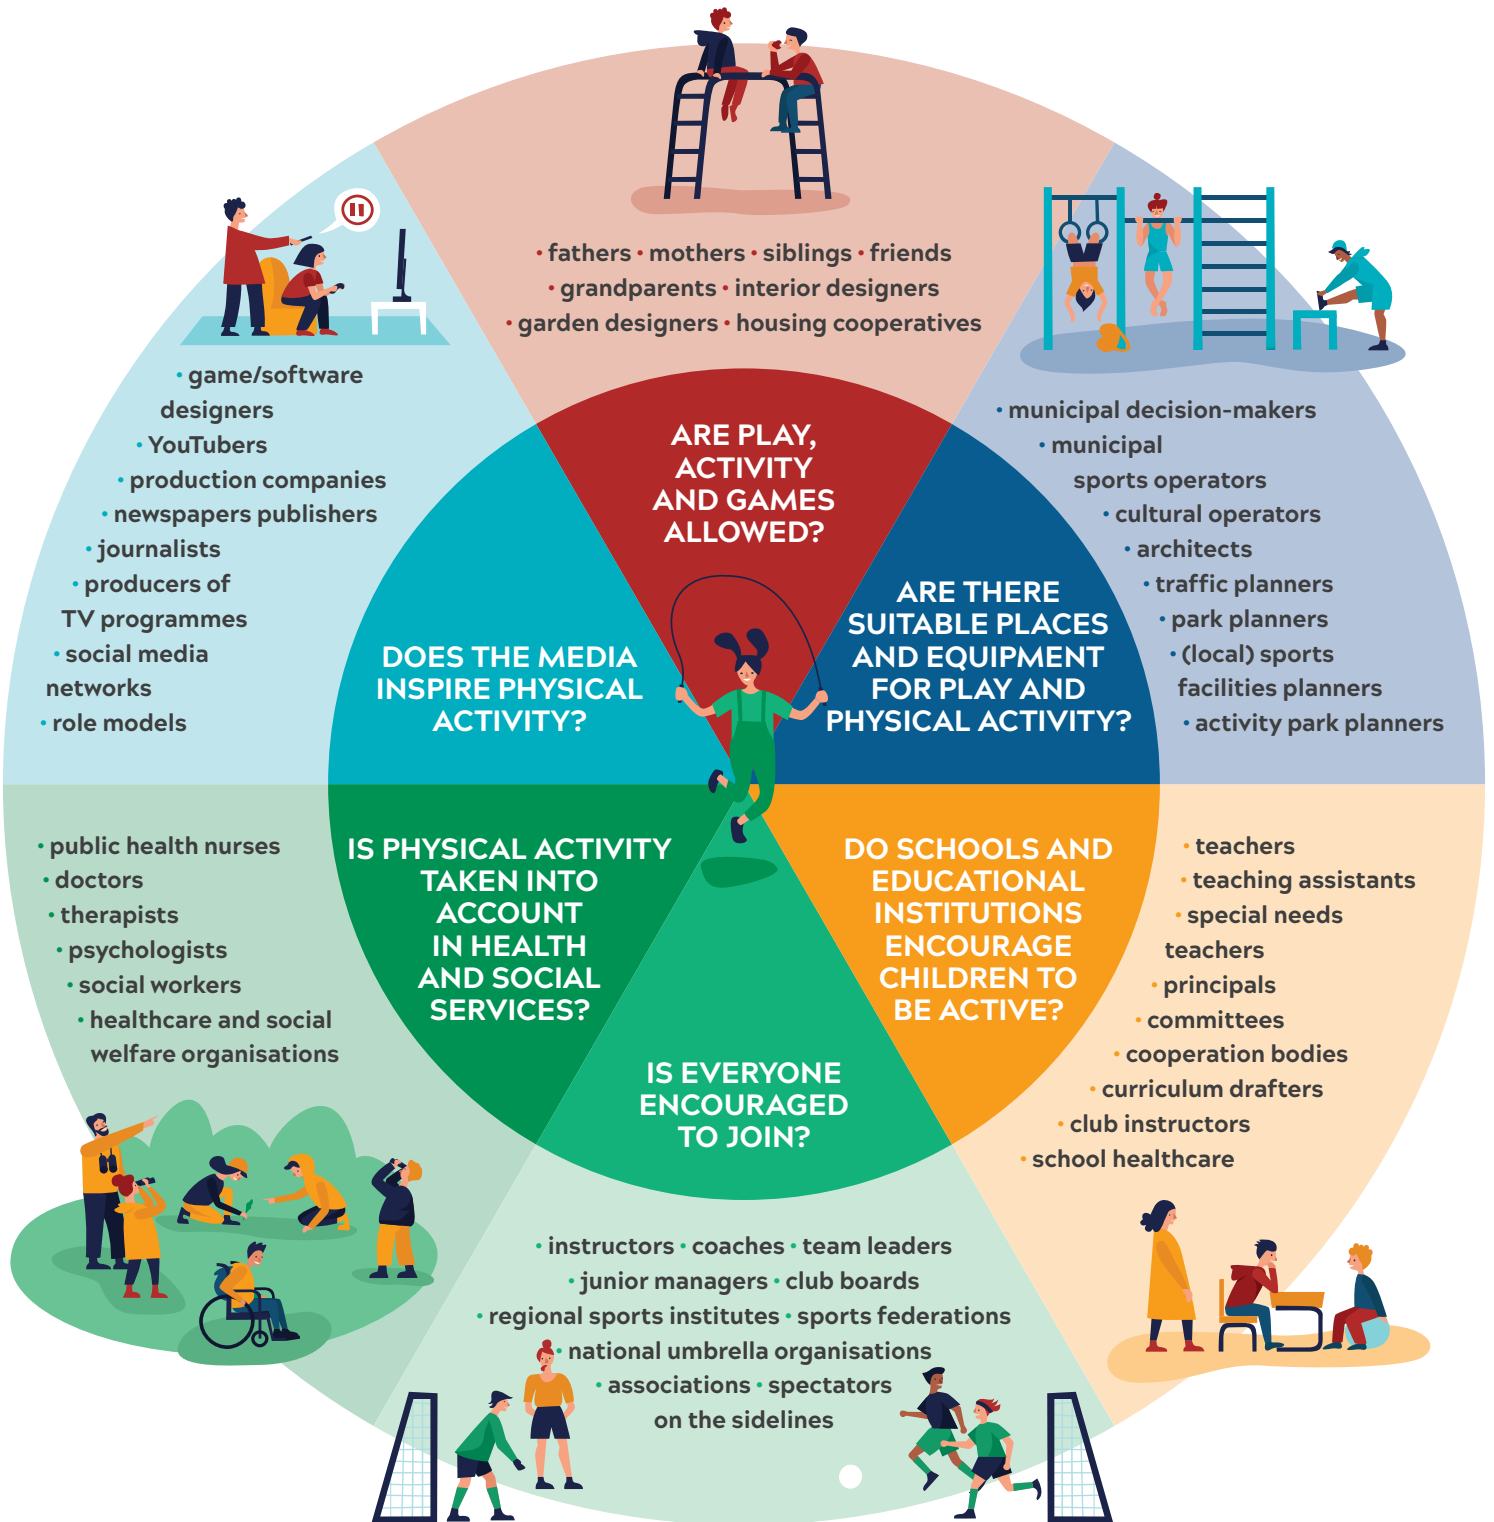 • fathers • mothers • siblings • friends
• grandparents • interior designers
• garden designers • housing cooperatives
ARE PLAY,
ACTIVITY
AND GAMES
ALLOWED?
• municipal decision-makers
• municipal
sports operators
• cultural operators
• architects
• traffic planners
• park planners
• (local) sports
facilities planners
• activity park planners
ARE THERE
SUITABLE PLACES
AND EQUIPMENT
FOR PLAY AND
PHYSICAL ACTIVITY?
• teachers
• teaching assistants
• special needs
teachers
• principals
• committees
• cooperation bodies
• curriculum drafters
• club instructors
• school healthcare
DO SCHOOLS AND
EDUCATIONAL
INSTITUTIONS
ENCOURAGE
CHILDREN TO
BE ACTIVE?
IS EVERYONE
ENCOURAGED
TO JOIN?
• instructors • coaches • team leaders
• junior managers • club boards
• regional sports institutes • sports federations
• national umbrella organisations
• associations • spectators
on the sidelines
IS PHYSICAL ACTIVITY
TAKEN INTO
ACCOUNT
IN HEALTH
AND SOCIAL
SERVICES?
• public health nurses
• doctors
• therapists
• psychologists
• social workers
• healthcare and social
welfare organisations
DOES THE MEDIA
INSPIRE PHYSICAL
ACTIVITY?
• game/software
designers
• YouTubers
• production companies
• newspapers publishers
• journalists
• producers of
TV programmes
• social media
networks
• role models